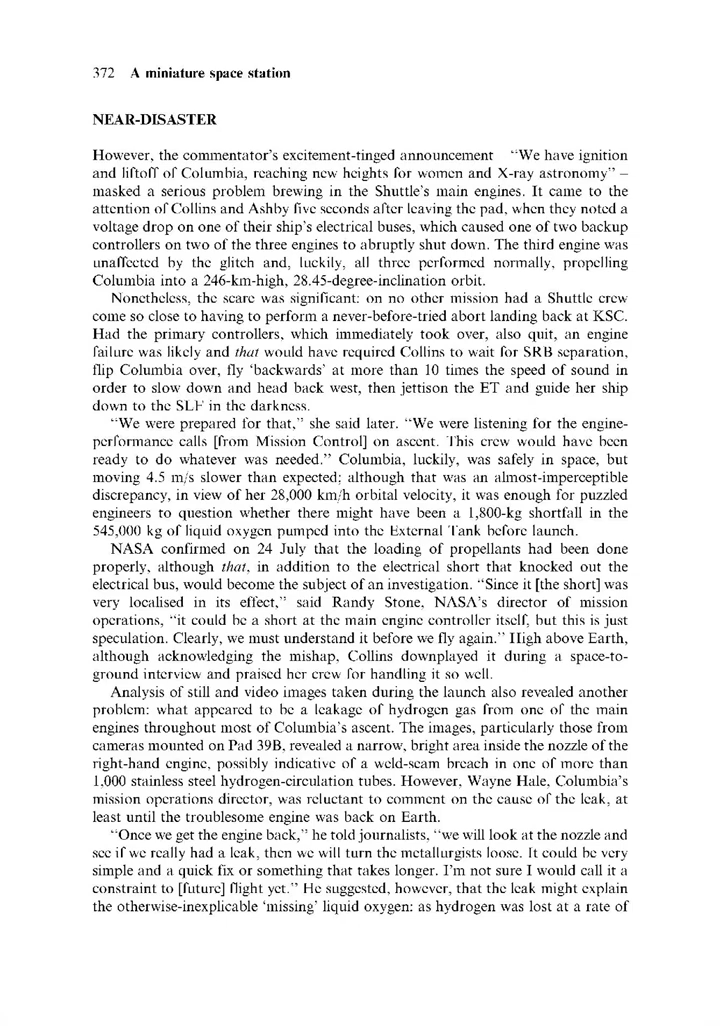 372 A miniature space station
NEAR-DISASTER
However, the commentator's excitement-tinged announcement "We have ignition
and liftoff of Columbia, reaching new heights for women and X-ray astronomy" –
masked a serious problem brewing in the Shuttle's main engines. It came to the
attention of Collins and Ashby five seconds after leaving the pad, when they noted a
voltage drop on one of their ship's electrical buses, which caused one of two backup
controllers on two of the three engines to abruptly shut down. The third engine was
unaffected by the glitch and, luckily, all three performed normally, propelling
Columbia into a 246-km-high, 28.45-degree-inclination orbit.
Nonetheless, the scare was significant: on no other mission had a Shuttle crew
come so close to having to perform a never-before-tried abort landing back at KSC.
Had the primary controllers, which immediately took over, also quit, an engine
failure was likely and that would have required Collins to wait for SRB separation,
flip Columbia over, fly 'backwards' at more than 10 times the speed of sound in
order to slow down and head back west, then jettison the ET and guide her ship
down to the SLF in the darkness.
"We were prepared for that," she said later. "We were listening for the engine-
performance calls [from Mission Control] on ascent. This crew would have been
ready to do whatever was needed." Columbia, luckily, was safely in space, but
moving 4.5 m/s slower than expected; although that was an almost-imperceptible
discrepancy, in view of her 28,000 km/h orbital velocity, it was enough for puzzled
engineers to question whether there might have been a 1,800-kg shortfall in the
545,000 kg of liquid oxygen pumped into the External Tank before launch.
NASA confirmed on 24 July that the loading of propellants had been done
properly, although that, in addition to the electrical short that knocked out the
electrical bus, would become the subject of an investigation. "Since it [the short] was
very localised in its effect," said Randy Stone, NASA's director of mission
operations, "it could be a short at the main engine controller itself, but this is just
speculation. Clearly, we must understand it before we fly again." High above Earth,
although acknowledging the mishap, Collins downplayed it during a space-to-
ground interview and praised her crew for handling it so well.
Analysis of still and video images taken during the launch also revealed another
problem: what appeared to be a leakage of hydrogen gas from one of the main
engines throughout most of Columbia's ascent. The images, particularly those from
cameras mounted on Pad 39B, revealed a narrow, bright area inside the nozzle of the
right-hand engine, possibly indicative of a weld-seam breach in one of more than
1,000 stainless steel hydrogen-circulation tubes. However, Wayne Hale, Columbia's
mission operations director, was reluctant to comment on the cause of the leak, at
least until the troublesome engine was back on Earth.
"Once we get the engine back," he told journalists, "we will look at the nozzle and
see if we really had a leak, then we will turn the metallurgists loose. It could be very
simple and a quick fix or something that takes longer. I'm not sure I would call it a
constraint to [future] flight yet." He suggested, however, that the leak might explain
the otherwise-inexplicable 'missing' liquid oxygen: as hydrogen was lost at a rate of